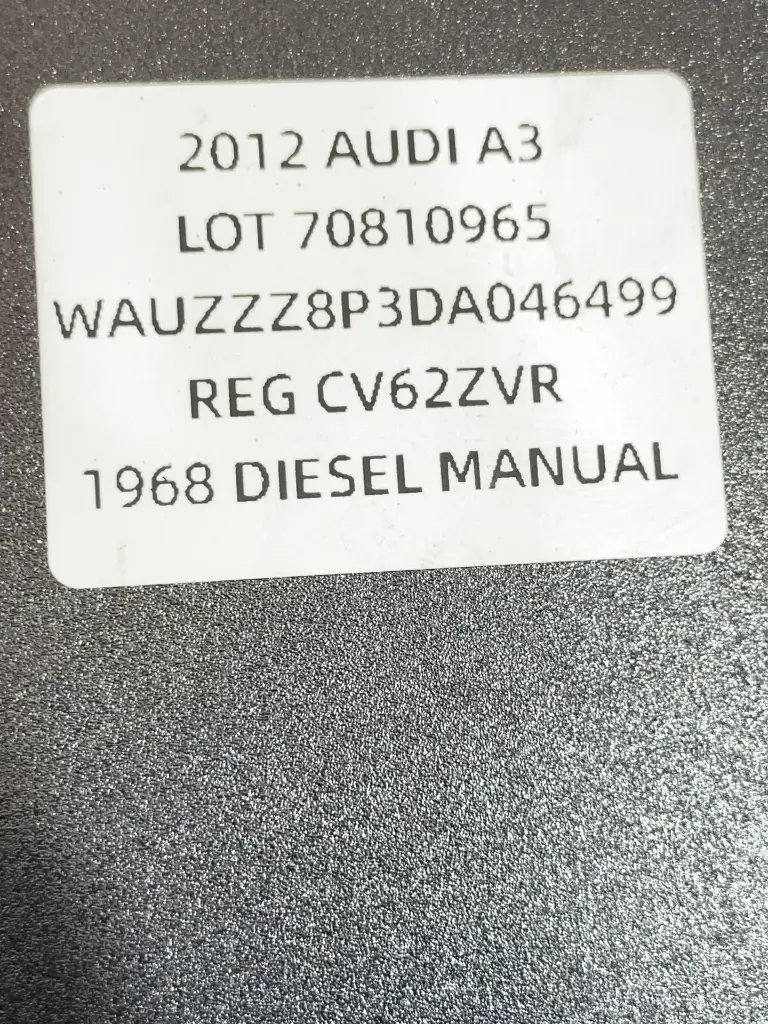 2012 AUDI A3
LOT 70810965
WAUZZZ8P3DA046499
REG CV62ZVR
1968 DIESEL MANUAL